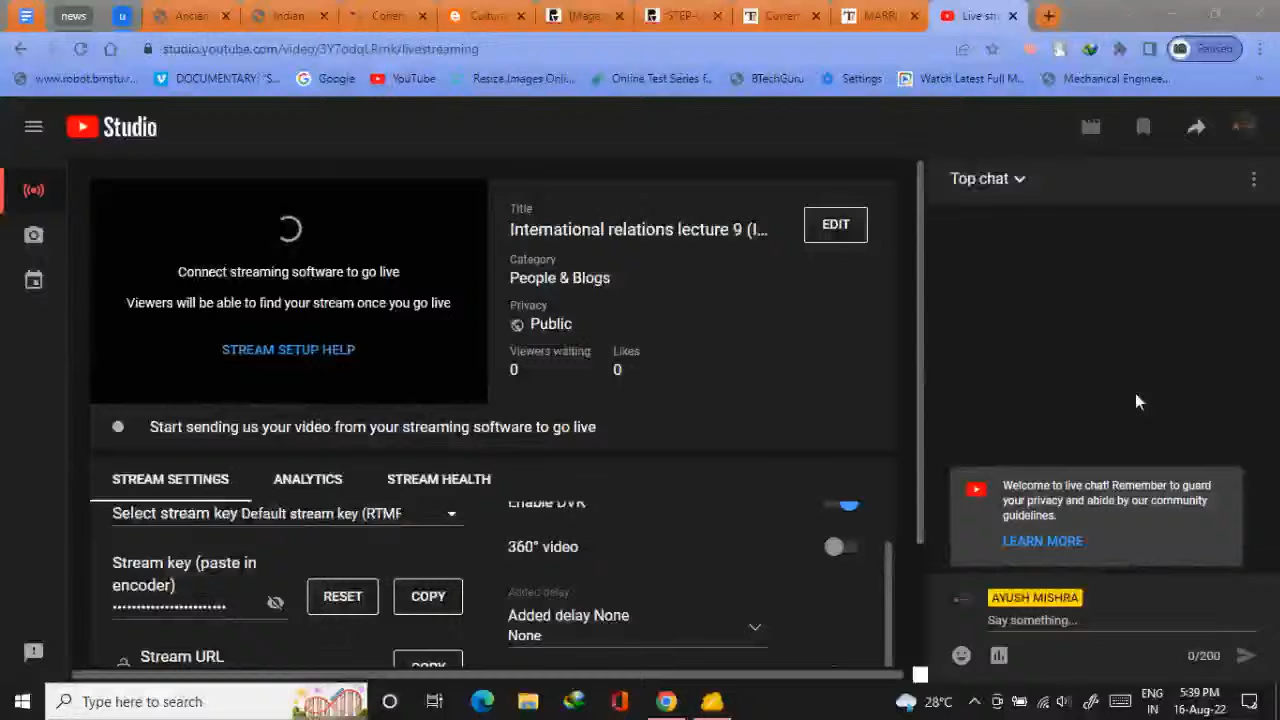 news
u
Ancien
Indian
Culture
(Mage
STEP-
Curren
MARRI
Live str
studio.youtube.com/video/3Y7odqLRmk/livestreaming
Paused
www.robot.bmstu.r...
DOCUMENTARY| "S...
Google
YouTube
Resize Images Onli...
Online Test Series f...
BTechGuru
Settings
Watch Latest Full M...
Mechanical Enginee...
Studio
Top chat
Title
International relations lecture 9 (I...
EDIT
Connect streaming software to go live
Category
People & Blogs
Viewers will be able to find your stream once you go live
Privacy
Public
STREAM SETUP HELP
Viewers waiting
Likes
0
0
Start sending us your video from your streaming software to go live
STREAM SETTINGS
ANALYTICS
STREAM HEALTH
Welcome to live chat! Remember to guard
your privacy and abide by our community
guidelines.
LEARN MORE
Select stream key Default stream key (RTMP
Enable DVR
360° video
Stream key (paste in
encoder)
RESET
COPY
Added delay
Added delay None
None
AYUSH MISHRA
Say something...
Stream URL
COPY
0/200
Type here to search
28°C
ENG
IN
5:39 PM
16-Aug-22